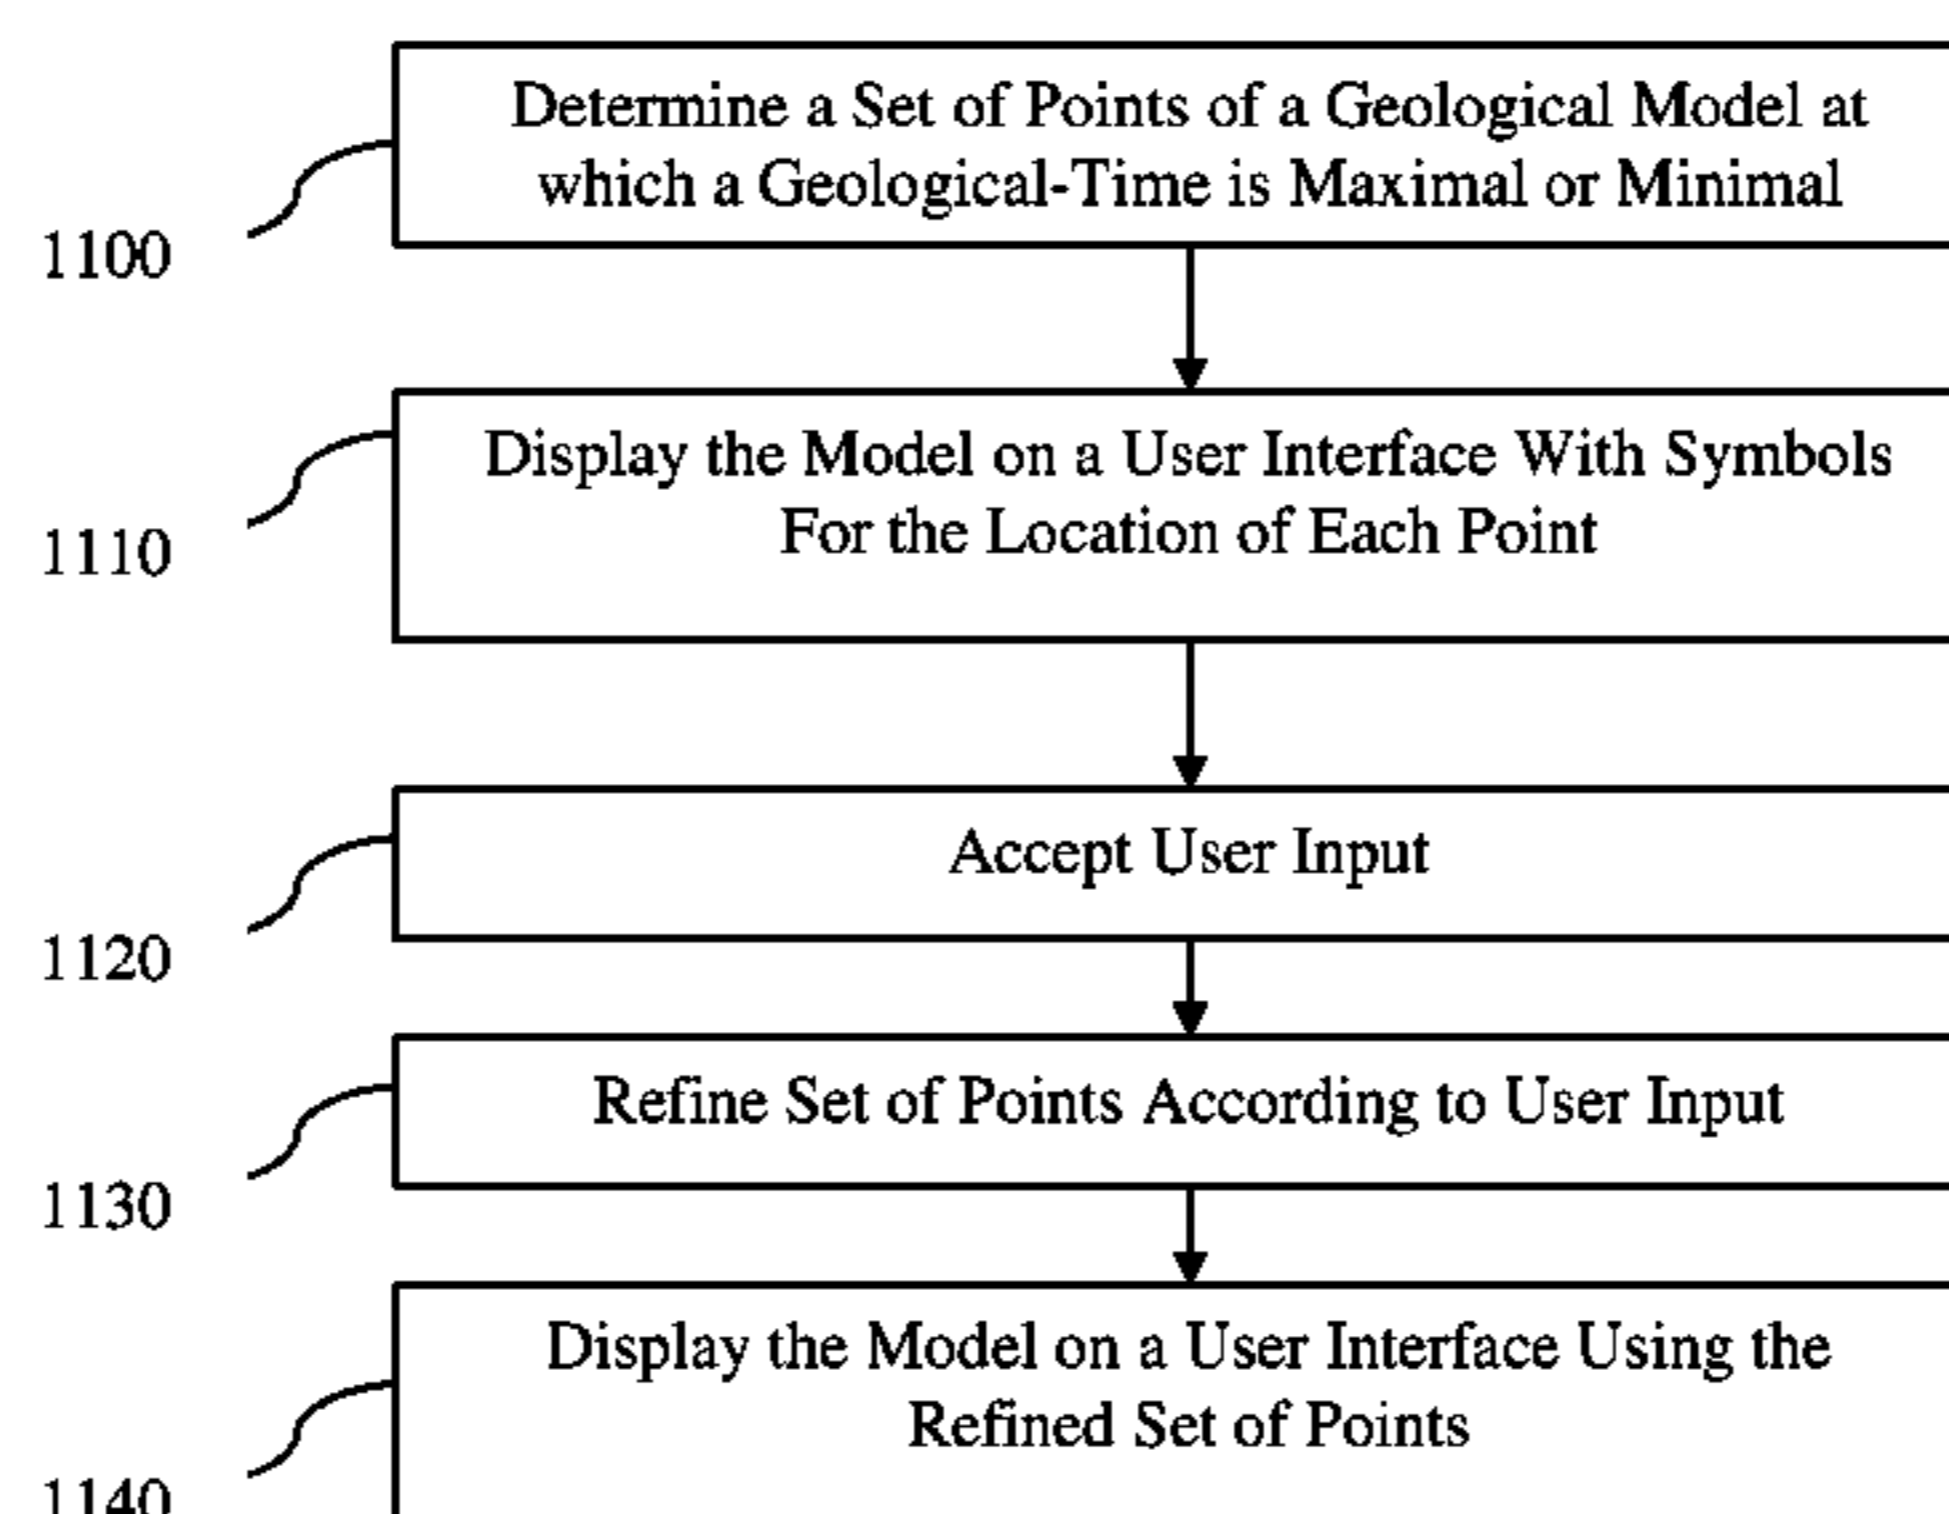 Determine a Set of Points of a Geological Model at
which a Geological-Time is Maximal or Minimal
1100
Display the Model on a User Interface With Symbols
For the Location of Each Point
1110
Accept User Input
1120
Refine Set of Points According to User Input
1130
Display the Model on a User Interface Using the
Refined Set of Points
1140